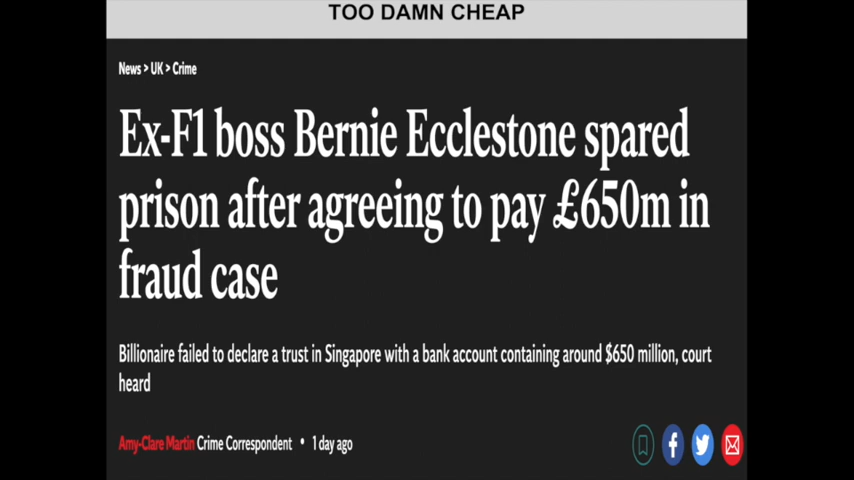 TOO DAMN CHEAP
News > UK > Crime
Ex-F1 boss Bernie Ecclestone spared
prison after agreeing to pay £650m in
fraud case
Billionaire failed to declare a trust in Singapore with a bank account containing around $650 million, court
heard
Amy-Clare Martin Crime Correspondent • 1 day ago